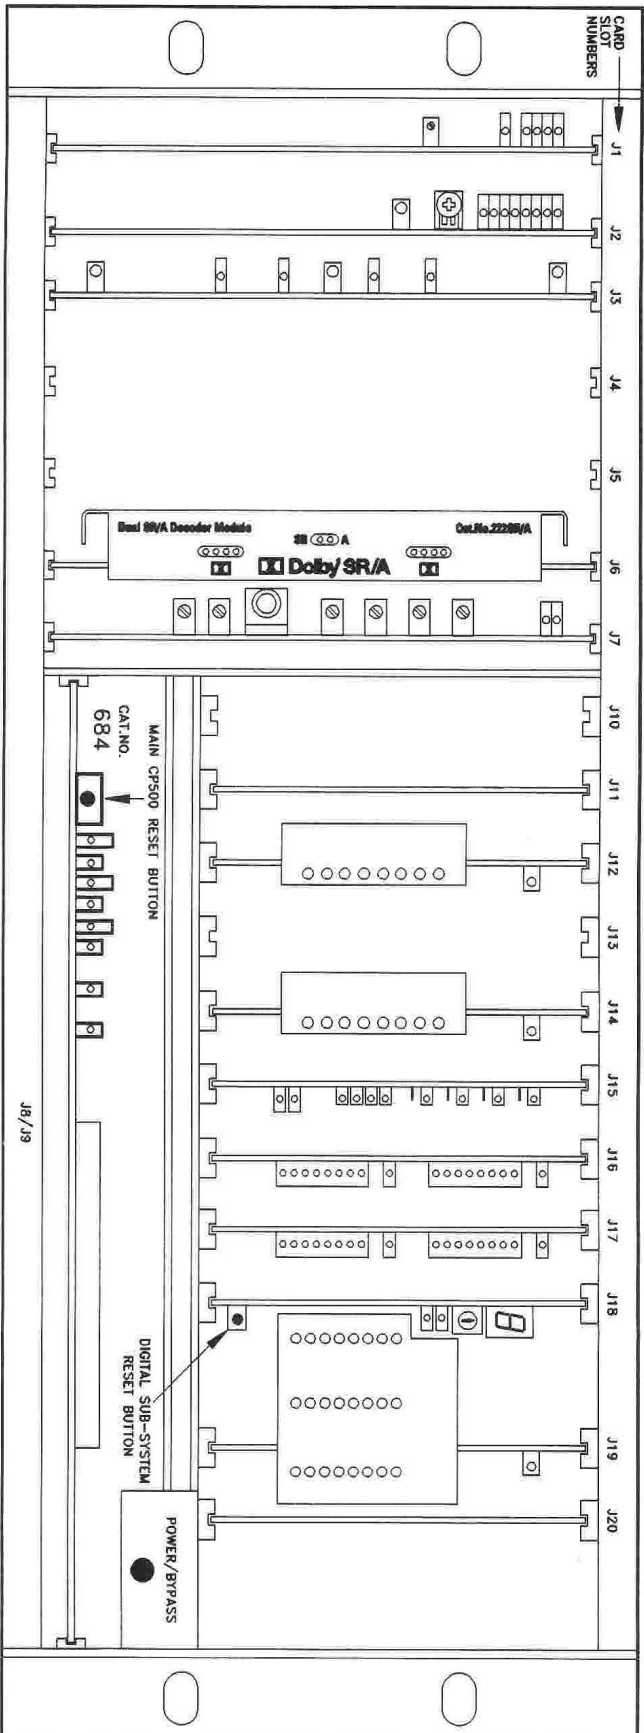 CARD
SLOT
NUMBERS
J1
J2
J3
J4
J5
J6
J7
J10
J11
J12
J13
J14
J15
J16
J17
J18
J19
J20
Dual SR/A Decoder Module
SR
A
Cat.No.222SR/A
Dolby SR/A
MAIN CP500 RESET BUTTON
CAT.NO.
684
DIGITAL SUB-SYSTEM
RESET BUTTON
POWER/BYPASS
J8/J9